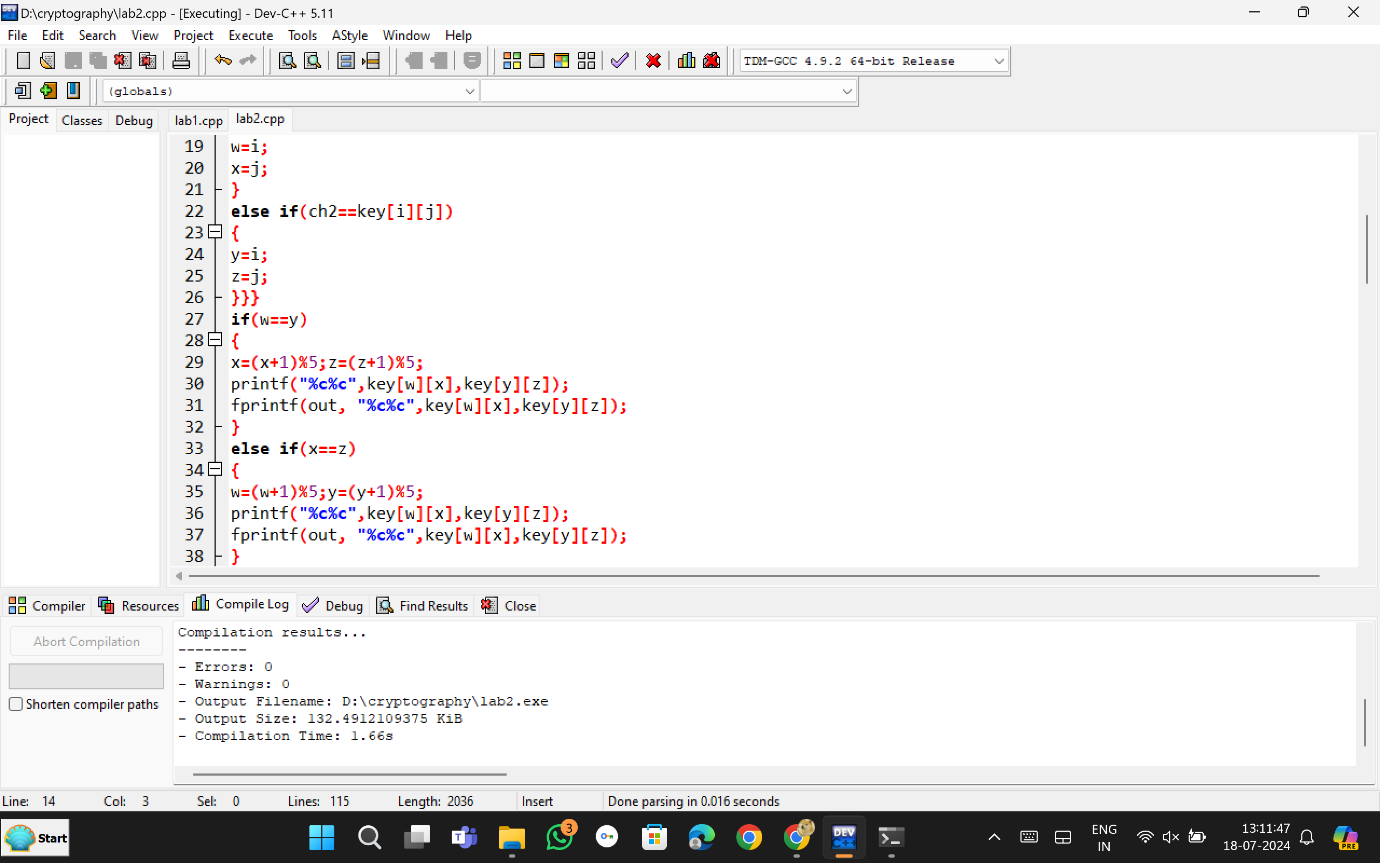 D:\cryptography\lab2.cpp - [Executing] - Dev-C++ 5.11
File Edit Search View Project Execute Tools AStyle Window Help
TDM-GCC 4.9.2 64-bit Release
(globals)
Project Classes Debug lab1.cpp lab2.cpp
19 w=i;
20 x=j;
21 }
22 else if(ch2==key[i][j])
23 {
24 y=i;
25 z=j;
26 }}}
27 if(w==y)
28 {
29 x=(x+1)%5;z=(z+1)%5;
30 printf("%c%c",key[w][x],key[y][z]);
31 fprintf(out, "%c%c",key[w][x],key[y][z]);
32 }
33 else if(x==z)
34 {
35 w=(w+1)%5;y=(y+1)%5;
36 printf("%c%c",key[w][x],key[y][z]);
37 fprintf(out, "%c%c",key[w][x],key[y][z]);
38 }
Compiler Resources Compile Log Debug Find Results Close
Abort Compilation
Shorten compiler paths
Compilation results...
--------
- Errors: 0
- Warnings: 0
- Output Filename: D:\cryptography\lab2.exe
- Output Size: 132.4912109375 KiB
- Compilation Time: 1.66s
Line: 14 Col: 3 Sel: 0 Lines: 115 Length: 2036 Insert Done parsing in 0.016 seconds
Start
3
DEV C++
ENG
IN
13:11:47
18-07-2024
PRE